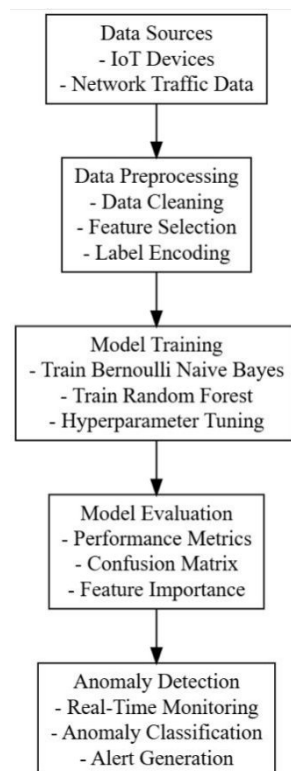 Data Sources
- IoT Devices
- Network Traffic Data
Data Preprocessing
- Data Cleaning
- Feature Selection
- Label Encoding
Model Training
- Train Bernoulli Naive Bayes
- Train Random Forest
- Hyperparameter Tuning
Model Evaluation
- Performance Metrics
- Confusion Matrix
- Feature Importance
Anomaly Detection
- Real-Time Monitoring
- Anomaly Classification
- Alert Generation